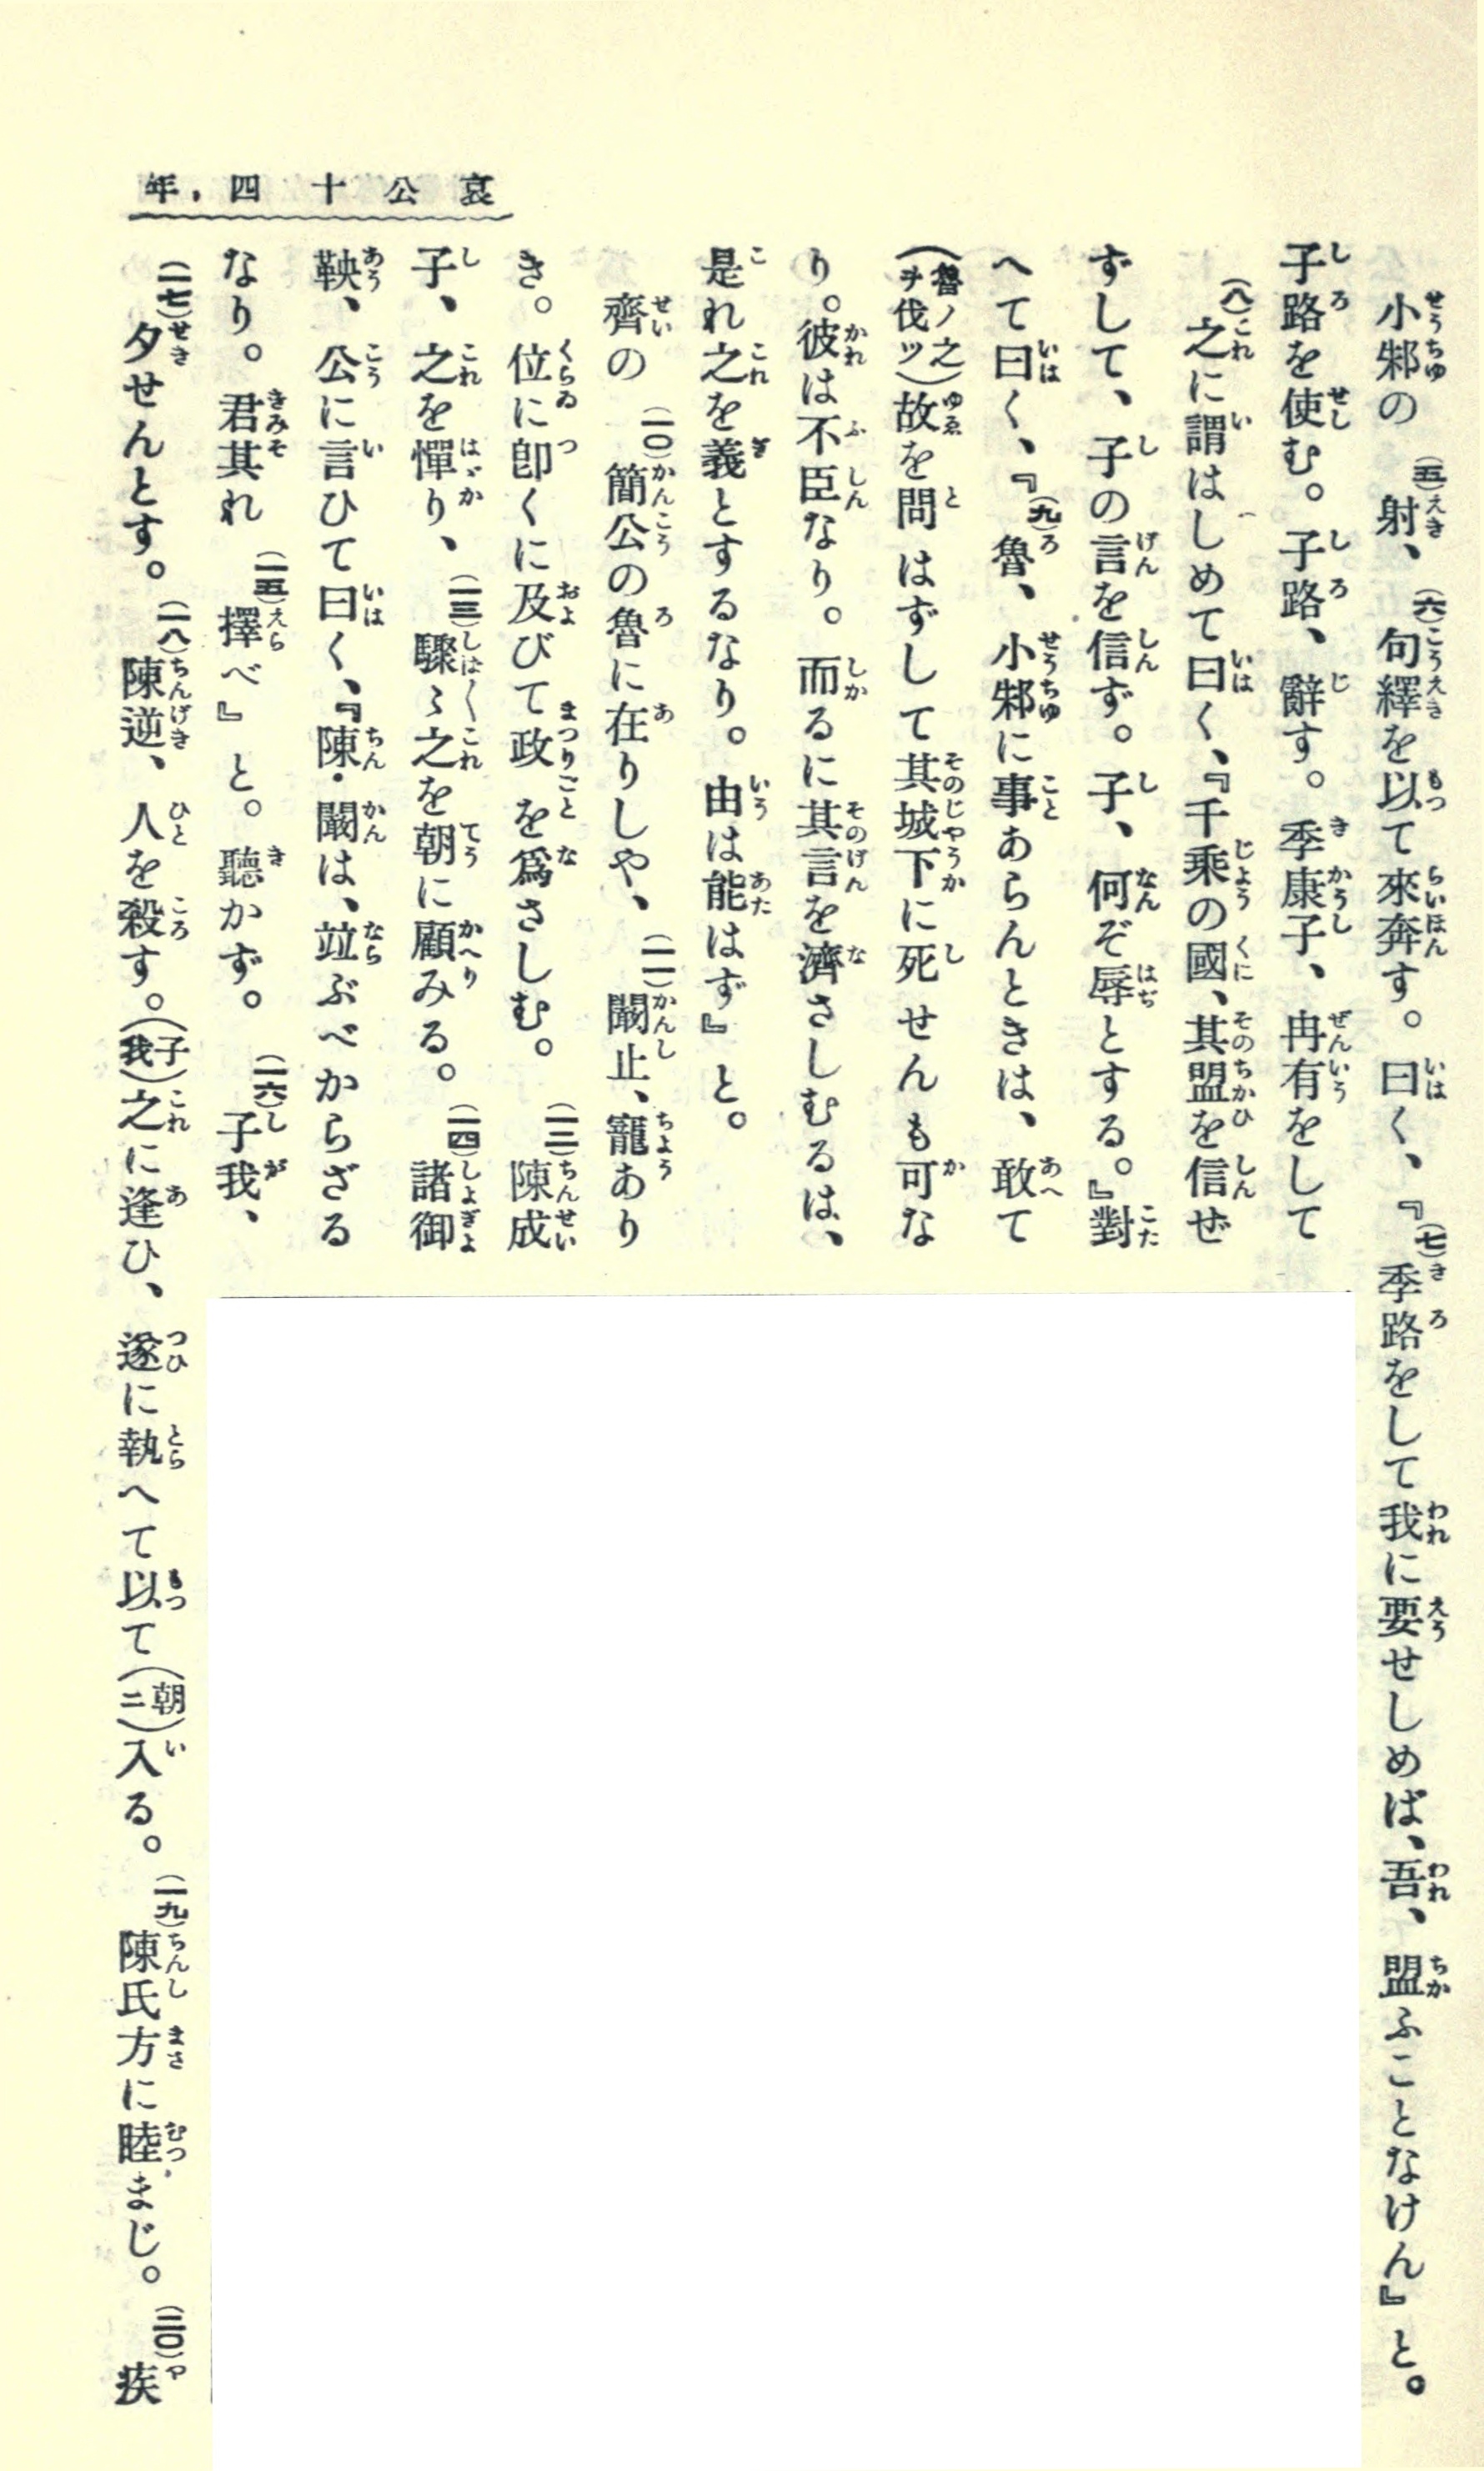 哀公十四年
小邾の(五)射、(六)句繹を以て來奔す。曰く、『(七)季路をして我に要せしめば、吾、盟ふことなけん』と。
子路を使む。子路、辭す。季康子、冉有をして
(八)之に謂はしめて曰く、『千乘の國、其盟を信ぜ
ずして、子の言を信ず。子、何ぞ辱とする。』對
へて曰く、『(九)魯、小邾に事あらんときは、敢て
(魯ノ之ヲ伐ツ)故を問はずして其城下に死せんも可な
り。彼は不臣なり。而るに其言を濟さしむるは、
是れ之を義とするなり。由は能はず』と。
齊の(一〇)簡公の魯に在りしや、(一一)闞止、寵あり
き。位に卽くに及びて政を爲さしむ。(一二)陳成
子、之を憚り、(一三)驟〻之を朝に顧みる。(一四)諸御
鞅、公に言ひて曰く、『陳・闞は、竝ぶべからざる
なり。君其れ(一五)擇べ』と。聽かず。(一六)子我、
(一七)夕せんとす。(一八)陳逆、人を殺す。(子我)之に逢ひ、遂に執へて以て(朝ニ)入る。(一九)陳氏方に睦まじ。(二〇)疾